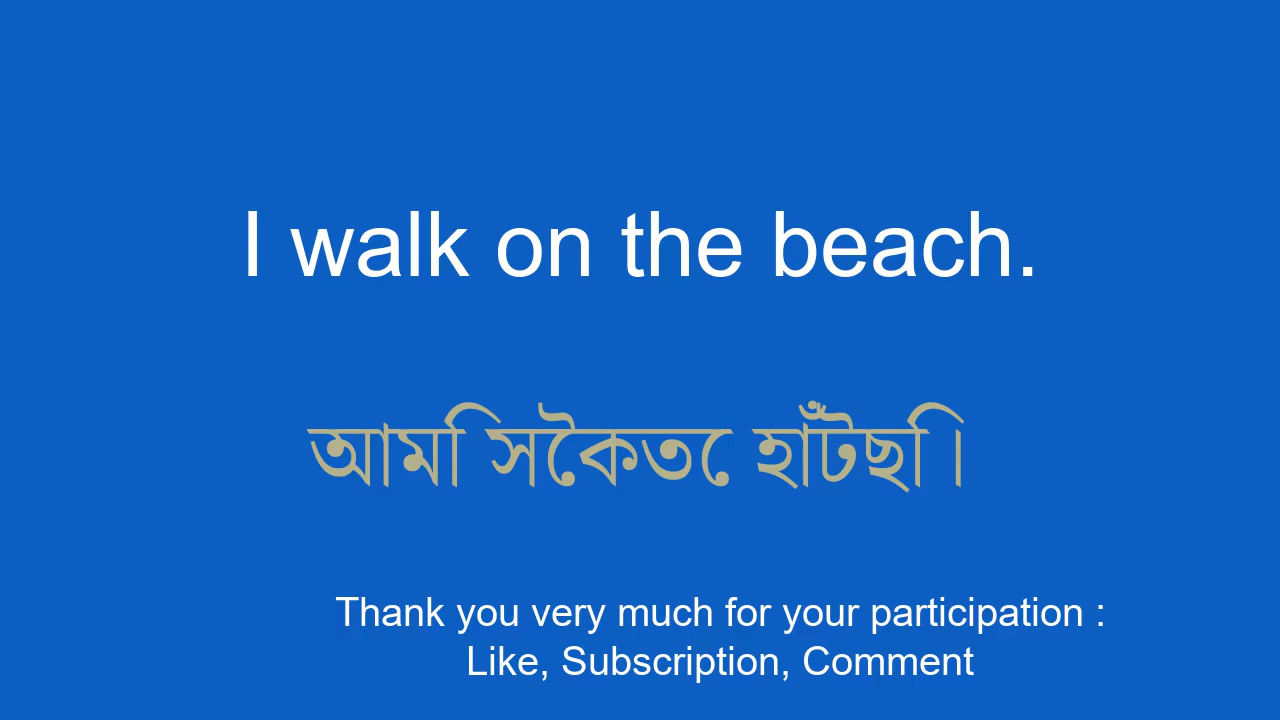 I walk on the beach.
আমি সৈকতে হাঁটছি।
Thank you very much for your participation :
Like, Subscription, Comment